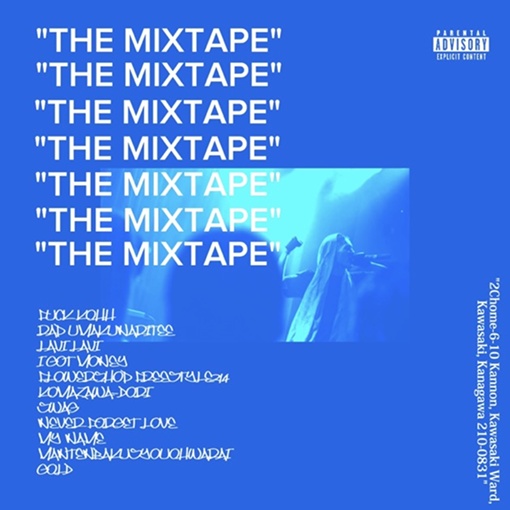 "THE MIXTAPE"
"THE MIXTAPE"
"THE MIXTAPE"
"THE MIXTAPE"
"THE MIXTAPE"
"THE MIXTAPE"
"THE MIXTAPE"
PARENTAL
ADVISORY
EXPLICIT CONTENT
KOHH
LAVI LAVI
I GOT MONEY
KOMAZAWA-DORI
SWAG
NEVER FORGET LOVE
MY NAME
GOLD
"2Chome-6-10 Kannon, Kawasaki Ward,
Kawasaki, Kanagawa 210-0831"